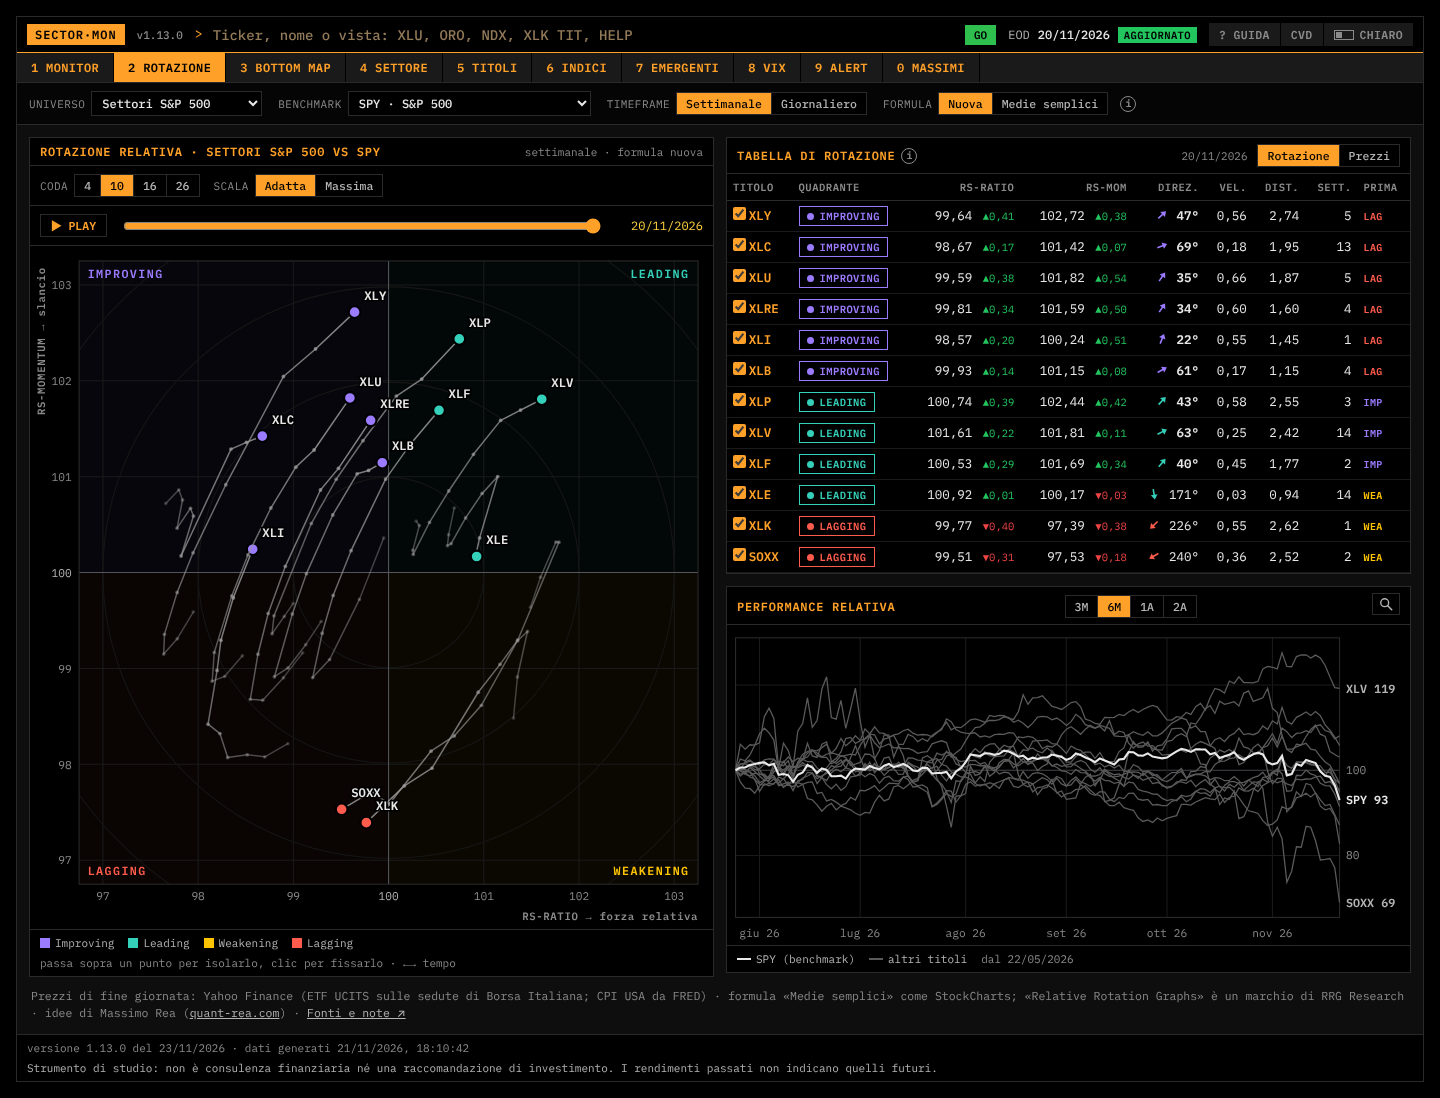 SECTOR·MON v1.13.0 > Ticker, nome o vista: XLU, ORO, NDX, XLK TIT, HELP GO EOD 20/11/2026 AGGIORNATO ? GUIDA CVD CHIARO
1 MONITOR 2 ROTAZIONE 3 BOTTOM MAP 4 SETTORE 5 TITOLI 6 INDICI 7 EMERGENTI 8 VIX 9 ALERT 0 MASSIMI
UNIVERSO Settori S&P 500 BENCHMARK SPY · S&P 500 TIMEFRAME Settimanale Giornaliero FORMULA Nuova Medie semplici i
ROTAZIONE RELATIVA · SETTORI S&P 500 VS SPY settimanale · formula nuova
CODA 4 10 16 26 SCALA Adatta Massima
▶ PLAY 20/11/2026
RS-MOMENTUM → slancio
IMPROVING LEADING
103
102
101
100
99
98
97
XLY
XLP
XLU
XLV
XLRE
XLF
XLC
XLB
XLI
XLE
SOXX
XLK
LAGGING WEAKENING
97 98 99 100 101 102 103
RS-RATIO → forza relativa
Improving Leading Weakening Lagging
passa sopra un punto per isolarlo, clic per fissarlo · ←→ tempo
TABELLA DI ROTAZIONE i 20/11/2026 Rotazione Prezzi
TITOLO QUADRANTE RS-RATIO RS-MOM DIREZ. VEL. DIST. SETT. PRIMA
XLY IMPROVING 99,64 ▲0,41 102,72 ▲0,38 47° 0,56 2,74 5 LAG
XLC IMPROVING 98,67 ▲0,17 101,42 ▲0,07 69° 0,18 1,95 13 LAG
XLU IMPROVING 99,59 ▲0,38 101,82 ▲0,54 35° 0,66 1,87 5 LAG
XLRE IMPROVING 99,81 ▲0,34 101,59 ▲0,50 34° 0,60 1,60 4 LAG
XLI IMPROVING 98,57 ▲0,20 100,24 ▲0,51 22° 0,55 1,45 1 LAG
XLB IMPROVING 99,93 ▲0,14 101,15 ▲0,08 61° 0,17 1,15 4 LAG
XLP LEADING 100,74 ▲0,39 102,44 ▲0,42 43° 0,58 2,55 3 IMP
XLV LEADING 101,61 ▲0,22 101,81 ▲0,11 63° 0,25 2,42 14 IMP
XLF LEADING 100,53 ▲0,29 101,69 ▲0,34 40° 0,45 1,77 2 IMP
XLE LEADING 100,92 ▲0,01 100,17 ▼0,03 171° 0,03 0,94 14 WEA
XLK LAGGING 99,77 ▼0,40 97,39 ▼0,38 226° 0,55 2,62 1 WEA
SOXX LAGGING 99,51 ▼0,31 97,53 ▼0,18 240° 0,36 2,52 2 WEA
PERFORMANCE RELATIVA 3M 6M 1A 2A
XLV 119
100
SPY 93
80
SOXX 69
giu 26 lug 26 ago 26 set 26 ott 26 nov 26
SPY (benchmark) altri titoli dal 22/05/2026
Prezzi di fine giornata: Yahoo Finance (ETF UCITS sulle sedute di Borsa Italiana; CPI USA da FRED) · formula «Medie semplici» come StockCharts; «Relative Rotation Graphs» è un marchio di RRG Research
· idee di Massimo Rea (quant-rea.com) · Fonti e note ↗
versione 1.13.0 del 23/11/2026 · dati generati 21/11/2026, 18:10:42
Strumento di studio: non è consulenza finanziaria né una raccomandazione di investimento. I rendimenti passati non indicano quelli futuri.